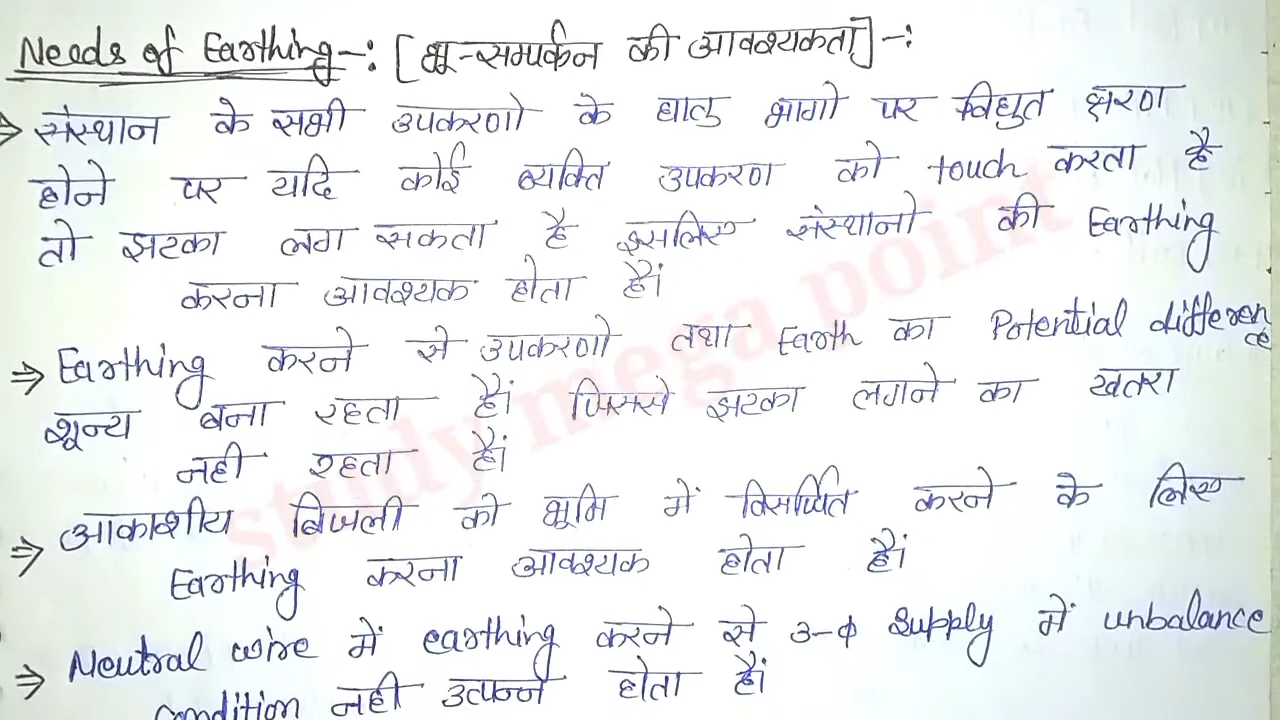 Needs of Earthing -: [भू-सम्पर्कन की आवश्यकता] -:
⇒ संस्थान के सभी उपकरणो के धातु भागो पर विधुत क्षरण
होने पर यदि कोई व्यक्ति उपकरण को touch करता है
तो झटका लग सकता है इसलिए संस्थानो की Earthing
करना आवश्यक होता है।
⇒ Earthing करने से उपकरणो तथा Earth का Potential difference
शून्य बना रहता है। जिससे झटका लगने का खतरा
नही रहता है।
⇒ आकाशीय बिजली को भूमि में विसर्पित करने के लिए
Earthing करना आवश्यक होता है।
⇒ Neutral wire में earthing करने से 3-Φ supply में unbalance
condition नही उत्पन्न होता है।
study mega point